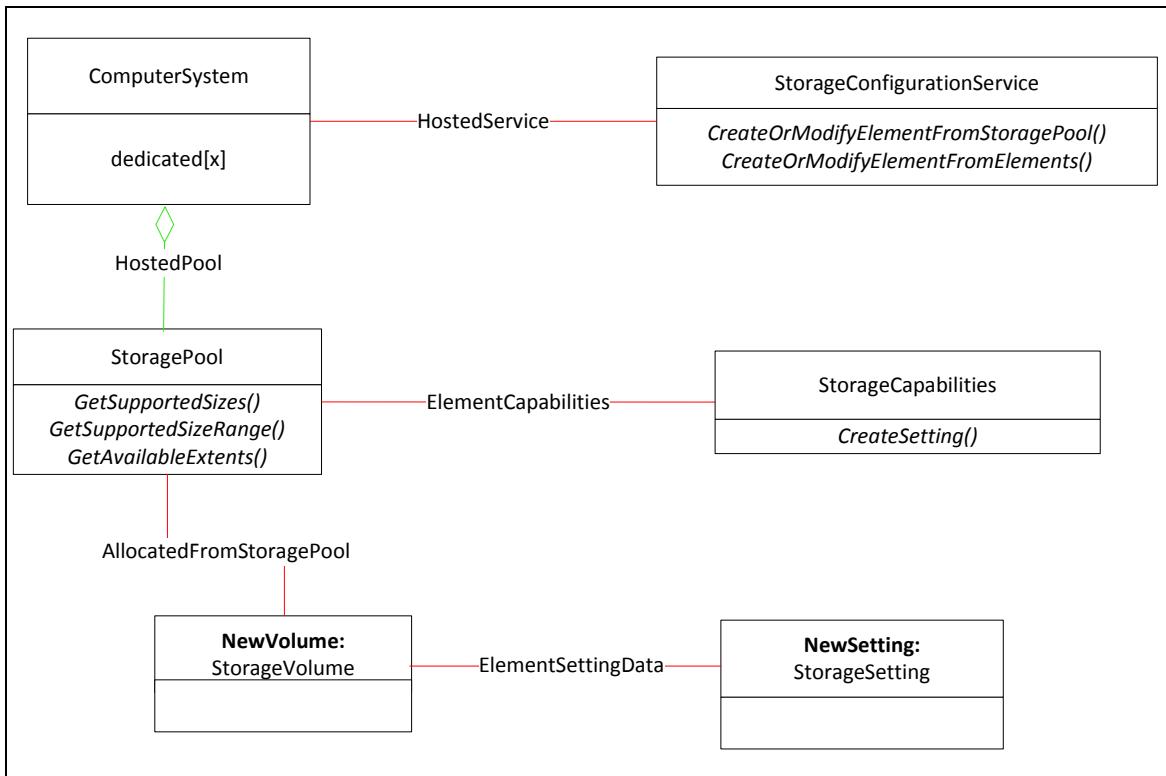 ComputerSystem
dedicated[x]
HostedService
StorageConfigurationService
CreateOrModifyElementFromStoragePool()
CreateOrModifyElementFromElements()
HostedPool
StoragePool
GetSupportedSizes()
GetSupportedSizeRange()
GetAvailableExtents()
ElementCapabilities
StorageCapabilities
CreateSetting()
AllocatedFromStoragePool
NewVolume:
StorageVolume
ElementSettingData
NewSetting:
StorageSetting